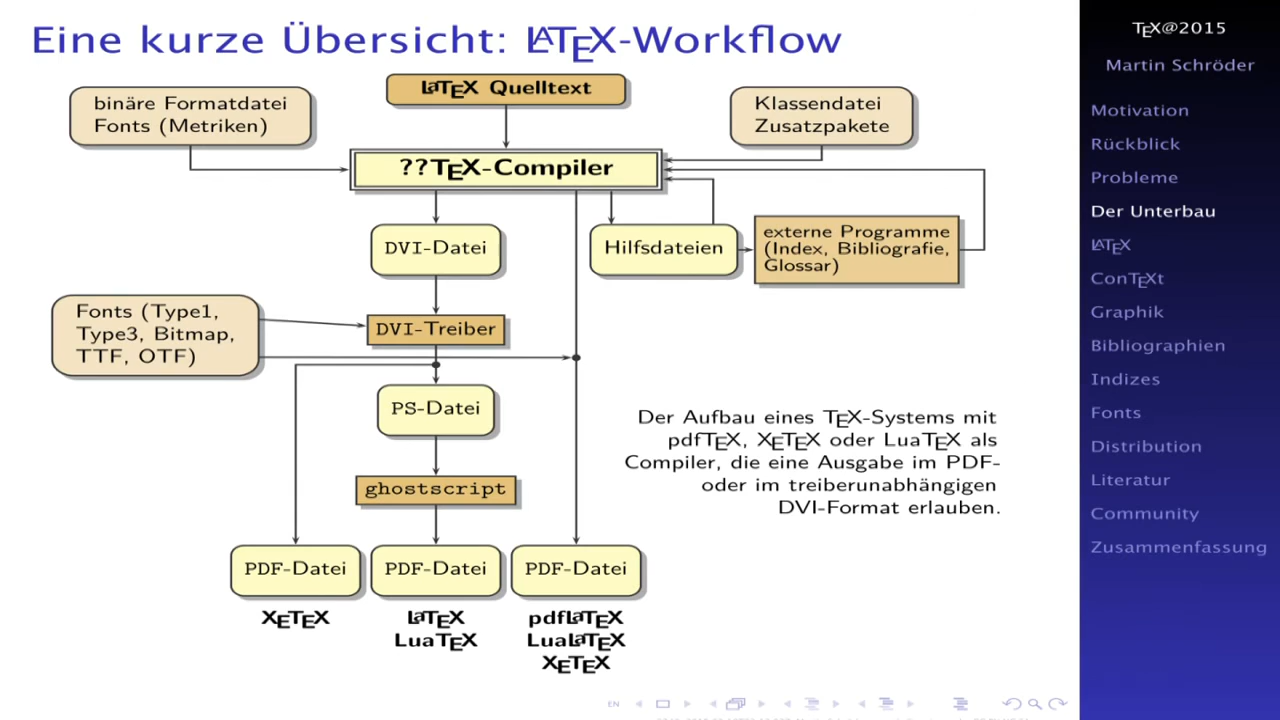 Eine kurze Übersicht: LATEX-Workflow
LaTEX Quelltext
binäre Formatdatei
Fonts (Metriken)
Klassendatei
Zusatzpakete
??TEX-Compiler
DVI-Datei
Hilfsdateien
externe Programme
(Index, Bibliografie,
Glossar)
Fonts (Type1,
Type3, Bitmap,
TTF, OTF)
DVI-Treiber
PS-Datei
ghostscript
Der Aufbau eines TEX-Systems mit
pdfTEX, XETEX oder LuaTEX als
Compiler, die eine Ausgabe im PDF-
oder im treiberunabhängigen
DVI-Format erlauben.
PDF-Datei
PDF-Datei
PDF-Datei
XETEX
LaTEX
LuaTEX
pdfLaTEX
LuaLaTEX
XETEX
TEX@2015
Martin Schröder
Motivation
Rückblick
Probleme
Der Unterbau
LATEX
ConTEXt
Graphik
Bibliographien
Indizes
Fonts
Distribution
Literatur
Community
Zusammenfassung
EN